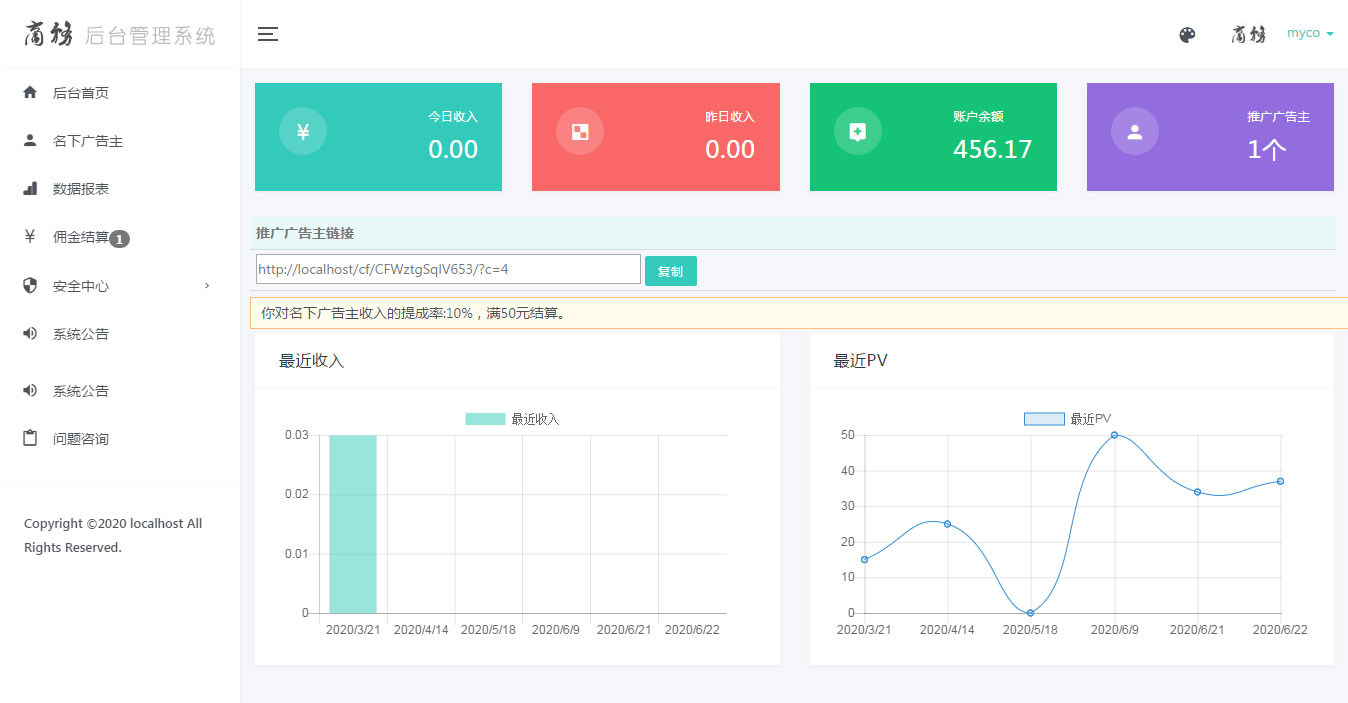 商務 后台管理系统
商務 myco
后台首页
名下广告主
数据报表
¥ 佣金结算 1
安全中心
系统公告
系统公告
问题咨询
Copyright ©2020 localhost All
Rights Reserved.
¥ 今日收入
0.00
昨日收入
0.00
账户余额
456.17
推广广告主
1个
推广广告主链接
http://localhost/cf/CFWztgSqIV653/?c=4 复制
你对名下广告主收入的提成率:10%，满50元结算。
最近收入
最近收入
0.03
0.02
0.01
0
2020/3/21 2020/4/14 2020/5/18 2020/6/9 2020/6/21 2020/6/22
最近PV
最近PV
50
40
30
20
10
0
2020/3/21 2020/4/14 2020/5/18 2020/6/9 2020/6/21 2020/6/22